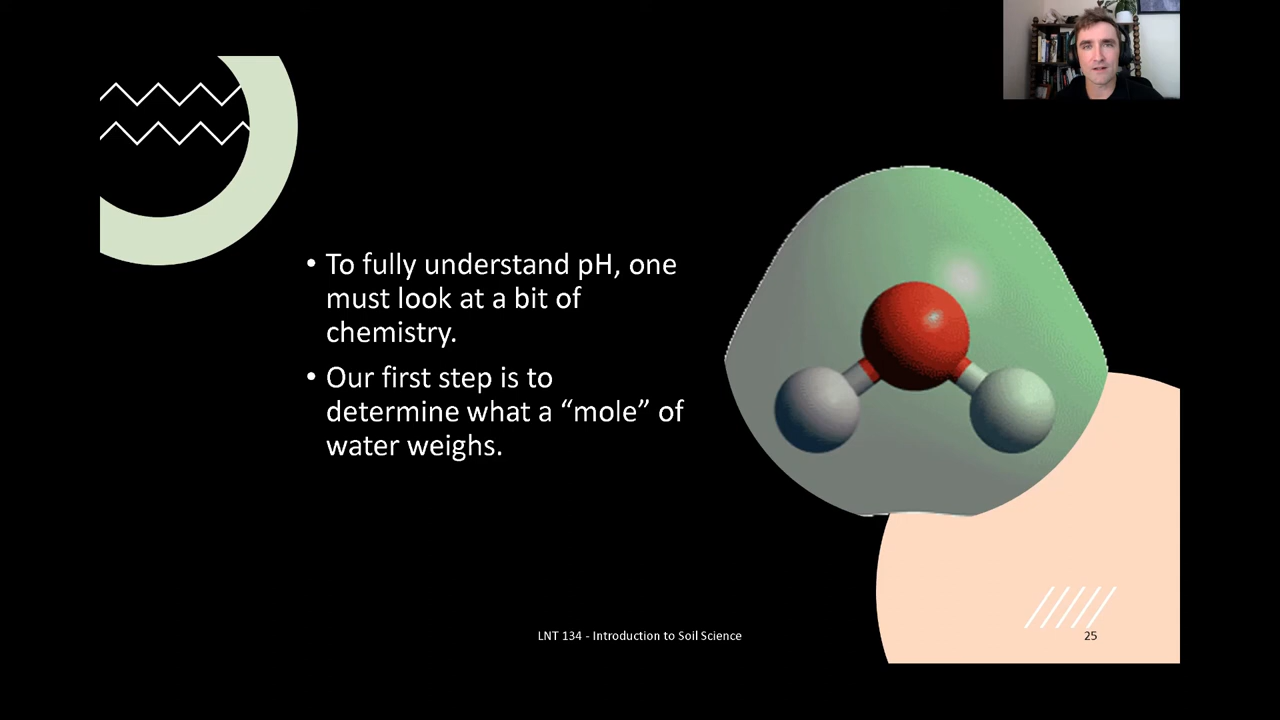 • To fully understand pH, one
must look at a bit of
chemistry.
• Our first step is to
determine what a “mole” of
water weighs.
LNT 134 - Introduction to Soil Science
25